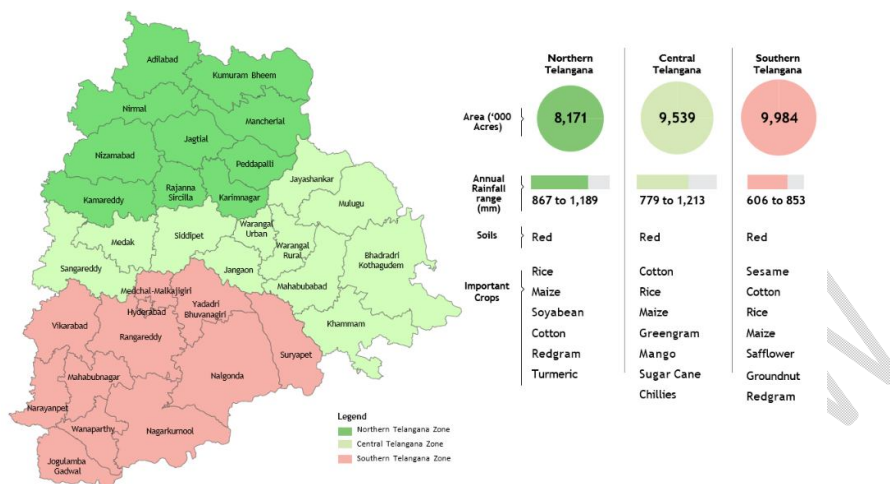 Adilabad
Kumuram Bheem
Nirmal
Mancherial
Jagtial
Nizamabad
Peddapalli
Rajanna
Sircilla
Karimnagar
Kamareddy
Jayashankar
Mulugu
Medak
Siddipet
Warangal
Urban
Warangal
Rural
Bhadradri
Kothagudem
Sangareddy
Jangaon
Mahabubabad
Khammam
Medchal-Malkajigiri
Hyderabad
Yadadri
Bhuvanagiri
Vikarabad
Rangareddy
Suryapet
Nalgonda
Mahabubnagar
Narayanpet
Wanaparthy
Nagarkurnool
Jogulamba
Gadwal
Legend
Northern Telangana Zone
Central Telangana Zone
Southern Telangana Zone
Northern
Telangana
Central
Telangana
Southern
Telangana
Area ('000
Acres)
8,171
9,539
9,984
Annual
Rainfall
range
(mm)
867 to 1,189
779 to 1,213
606 to 853
Soils
Red
Red
Red
Important
Crops
Rice
Maize
Soyabean
Cotton
Redgram
Turmeric
Cotton
Rice
Maize
Greengram
Mango
Sugar Cane
Chillies
Sesame
Cotton
Rice
Maize
Safflower
Groundnut
Redgram